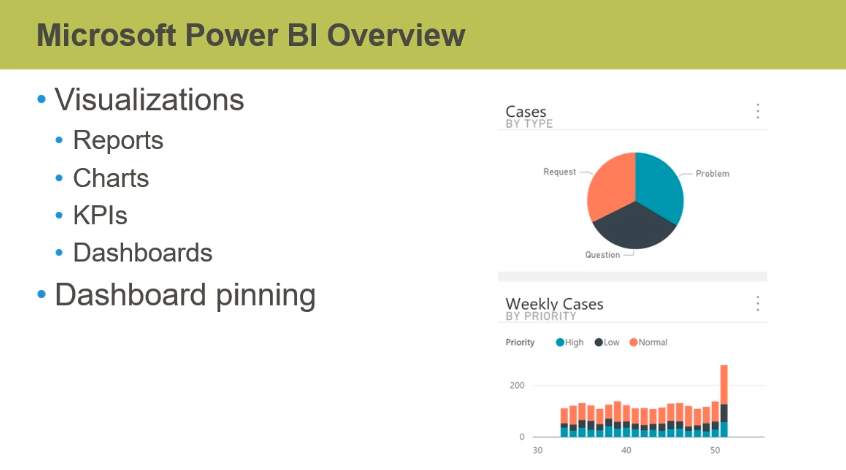 Microsoft Power BI Overview
• Visualizations
• Reports
• Charts
• KPIs
• Dashboards
• Dashboard pinning
Cases
BY TYPE
Request
Problem
Question
Weekly Cases
BY PRIORITY
Priority High Low Normal
200
0
30 40 50